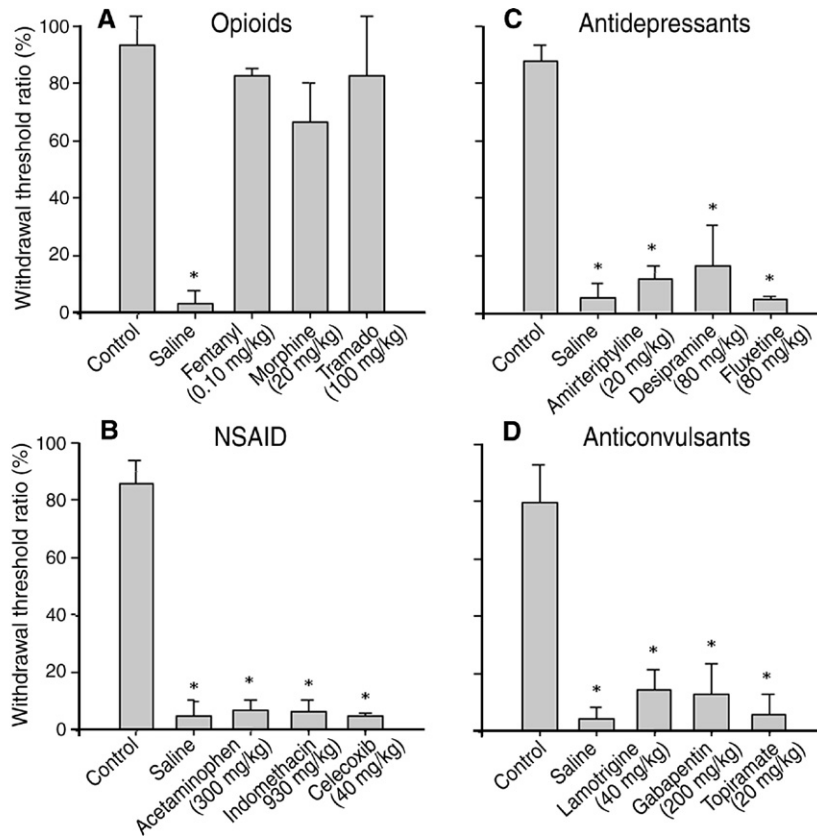 A
Opioids
Withdrawal threshold ratio (%)
100
80
60
40
20
0
*
Control
Saline
Fentanyl
(0.10 mg/kg)
Morphine
(20 mg/kg)
Tramado
(100 mg/kg)
C
Antidepressants
*
*
*
*
Control
Saline
Amirteriptyline
(20 mg/kg)
Desipramine
(80 mg/kg)
Fluxetine
(80 mg/kg)
B
NSAID
Withdrawal threshold ratio (%)
100
80
60
40
20
0
*
*
*
*
Control
Saline
Acetaminophen
(300 mg/kg)
Indomethacin
930 mg/kg)
Celecoxib
(40 mg/kg)
D
Anticonvulsants
*
*
*
*
Control
Saline
Lamotrigine
(40 mg/kg)
Gabapentin
(200 mg/kg)
Topiramate
(20 mg/kg)